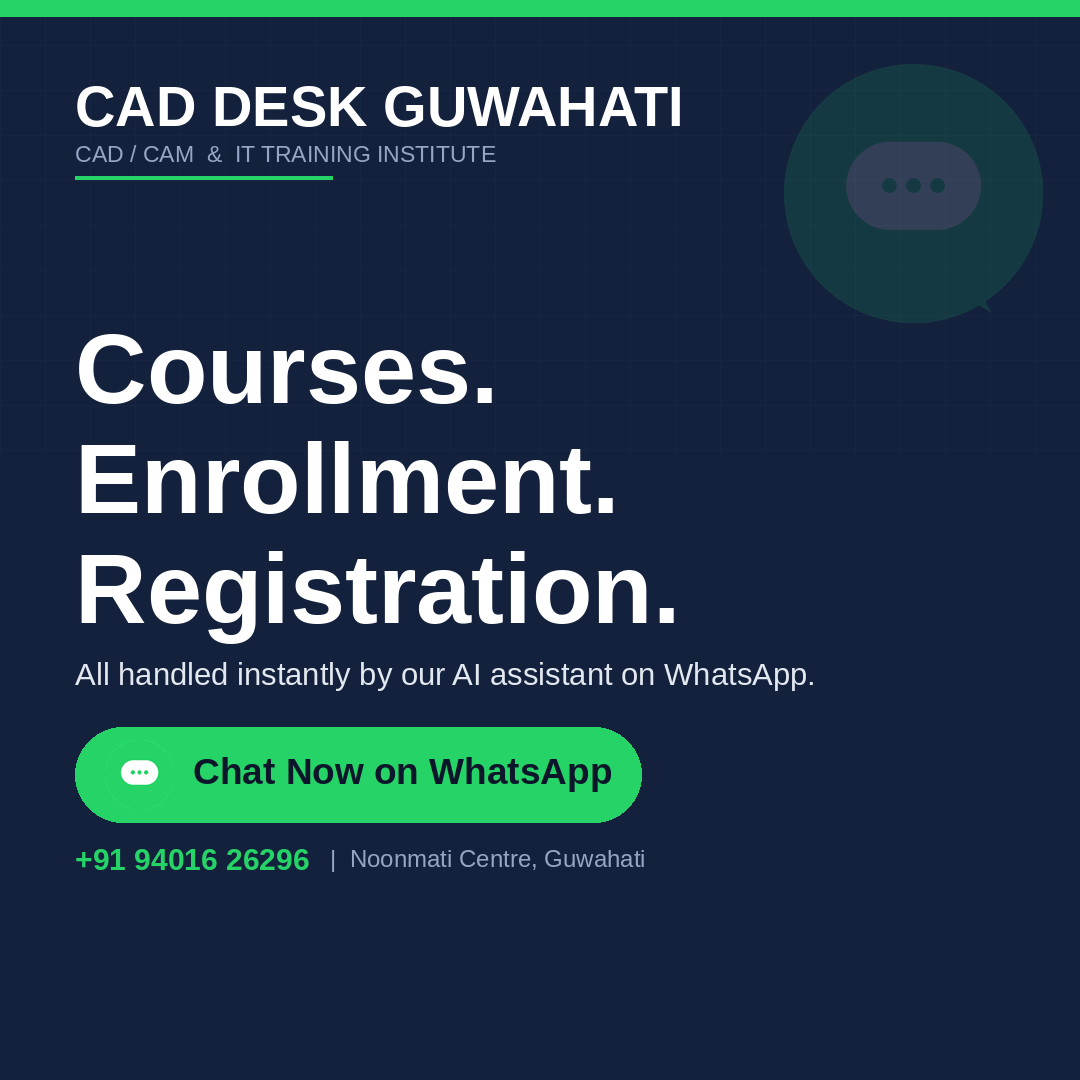 CAD DESK GUWAHATI
CAD / CAM & IT TRAINING INSTITUTE
Courses.
Enrollment.
Registration.
All handled instantly by our AI assistant on WhatsApp.
Chat Now on WhatsApp
+91 94016 26296 | Noonmati Centre, Guwahati